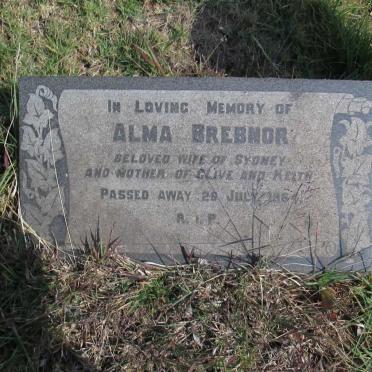 In Loving Memory of
Alma Brebnor
Beloved wife of Sydney
and mother of Clive and Keith
Passed away 29 July
R.I.P.